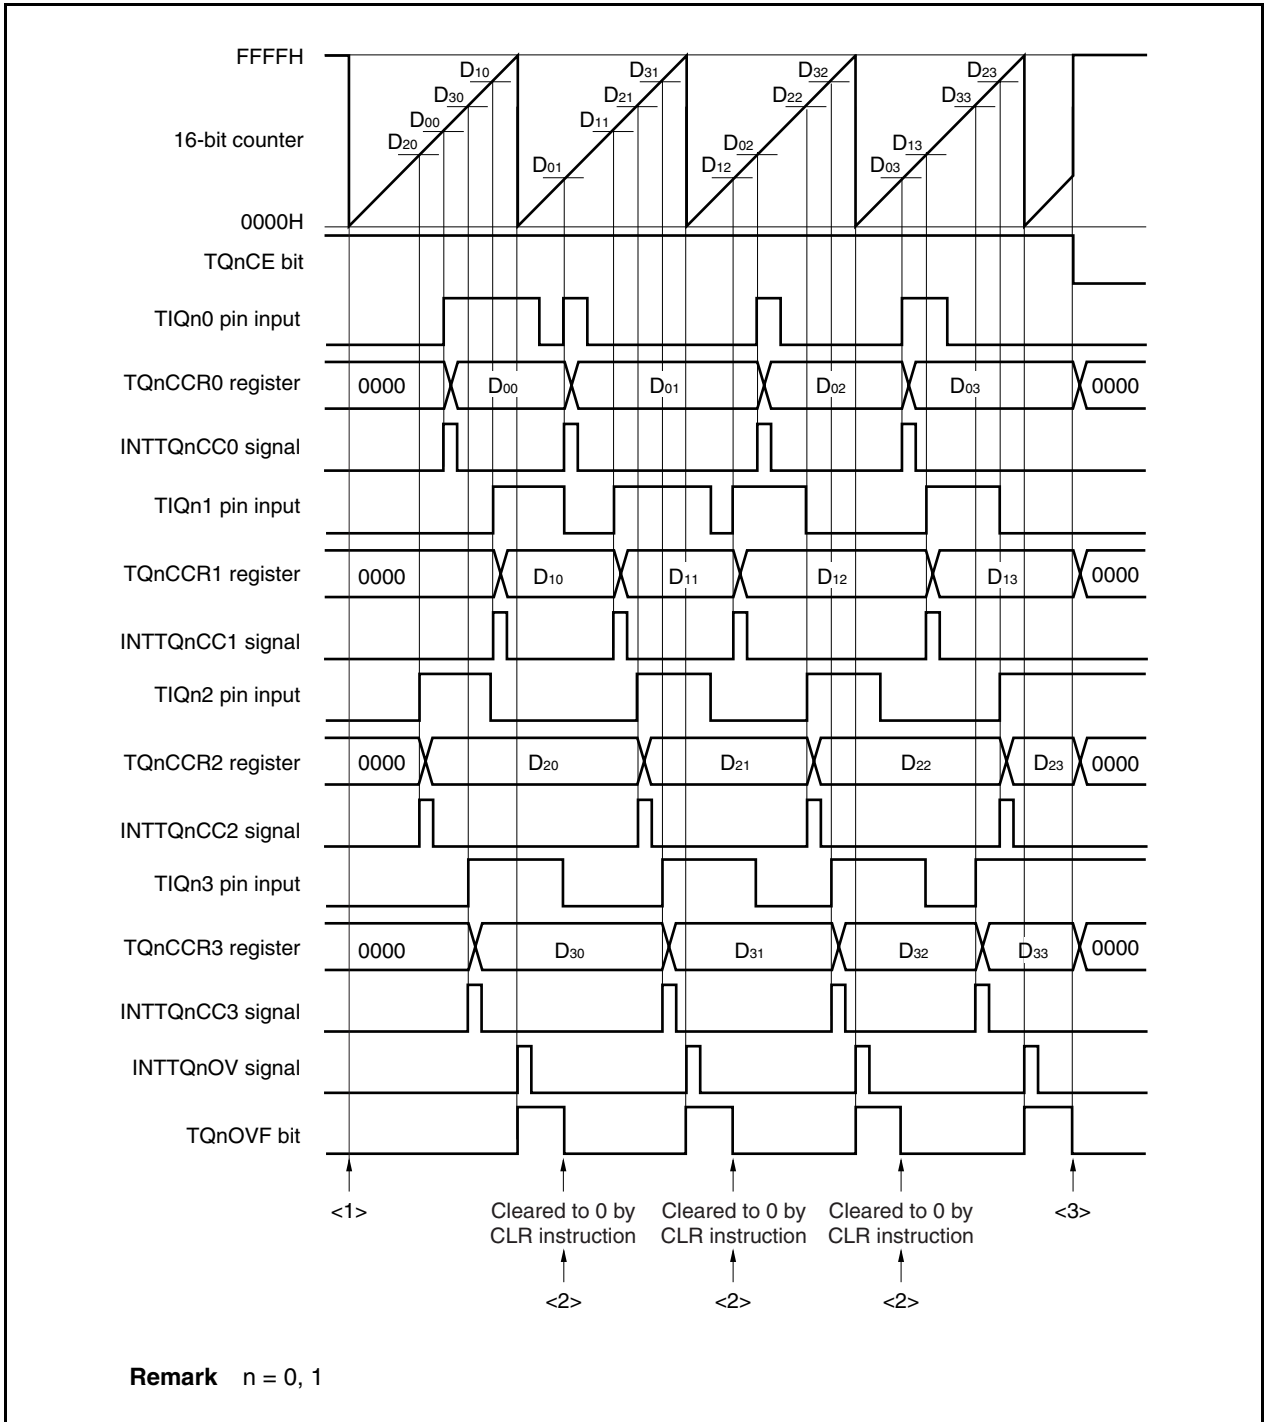 FFFFH
D10
D31
D32
D23
D30
D21
D22
D33
D00
D11
16-bit counter
D20
D02
D13
D01
D12
D03
0000H
TQnCE bit
TIQn0 pin input
TQnCCR0 register 0000 D00 D01 D02 D03 0000
INTTQnCC0 signal
TIQn1 pin input
TQnCCR1 register 0000 D10 D11 D12 D13 0000
INTTQnCC1 signal
TIQn2 pin input
TQnCCR2 register 0000 D20 D21 D22 D23 0000
INTTQnCC2 signal
TIQn3 pin input
TQnCCR3 register 0000 D30 D31 D32 D33 0000
INTTQnCC3 signal
INTTQnOV signal
TQnOVF bit
<1>
Cleared to 0 by
CLR instruction
<2>
Cleared to 0 by
CLR instruction
<2>
Cleared to 0 by
CLR instruction
<2>
<3>
Remark n = 0, 1